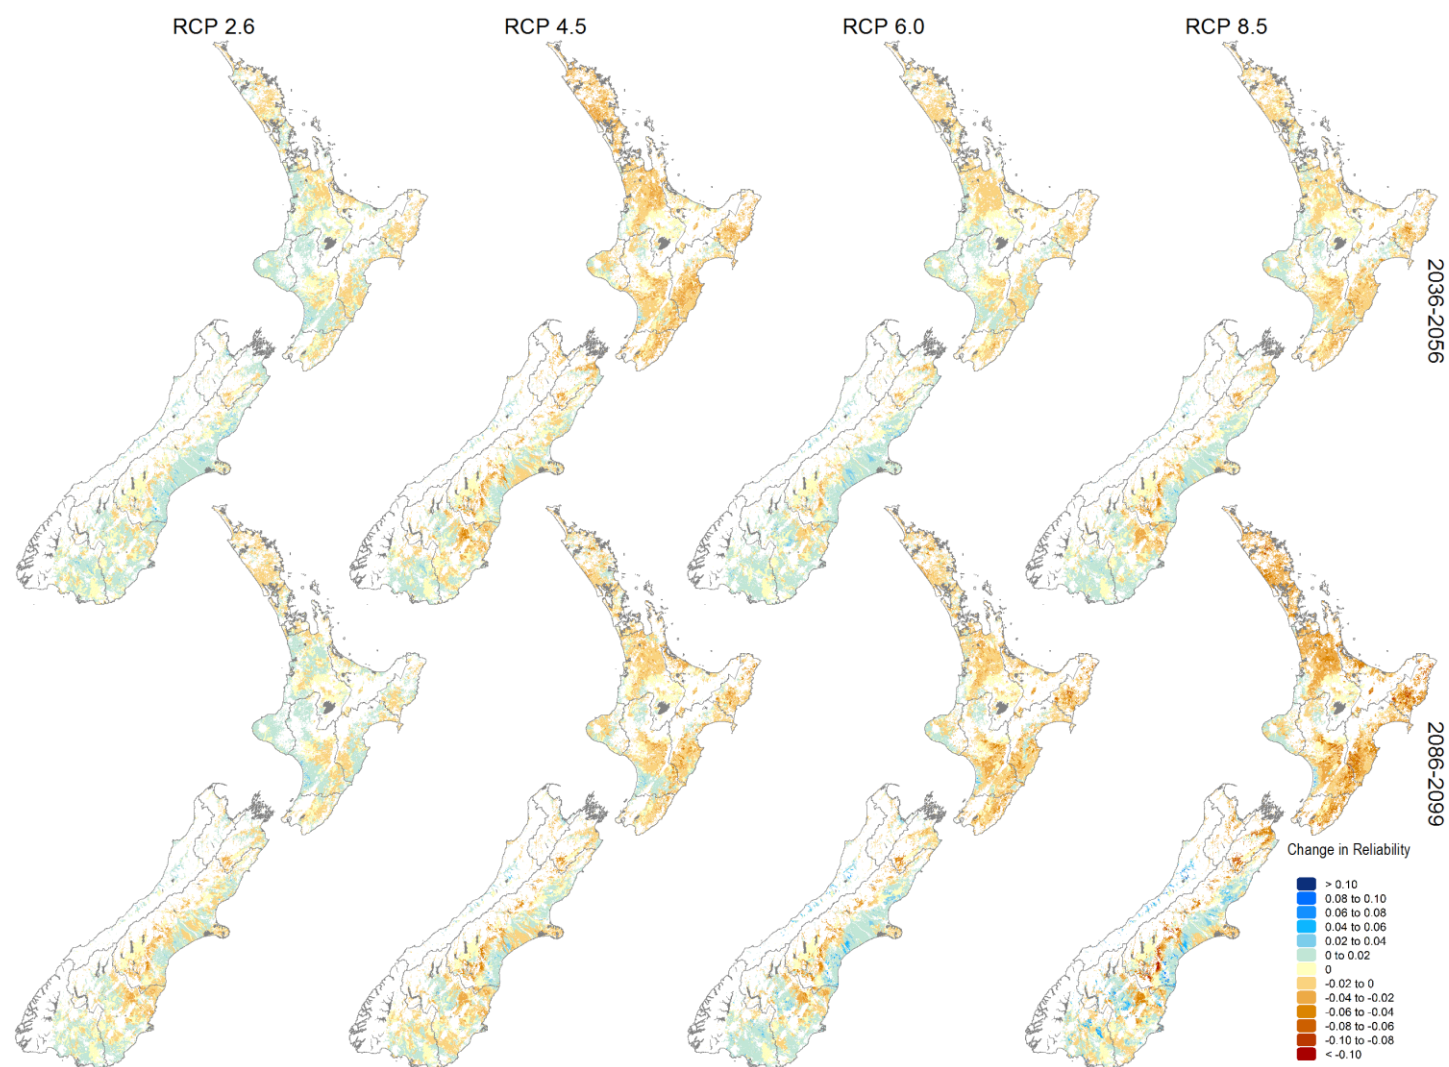 RCP 2.6
RCP 4.5
RCP 6.0
RCP 8.5
2036-2056
2086-2099
Change in Reliability
> 0.10
0.08 to 0.10
0.06 to 0.08
0.04 to 0.06
0.02 to 0.04
0 to 0.02
0
-0.02 to 0
-0.04 to -0.02
-0.06 to -0.04
-0.08 to -0.06
-0.10 to -0.08
< -0.10